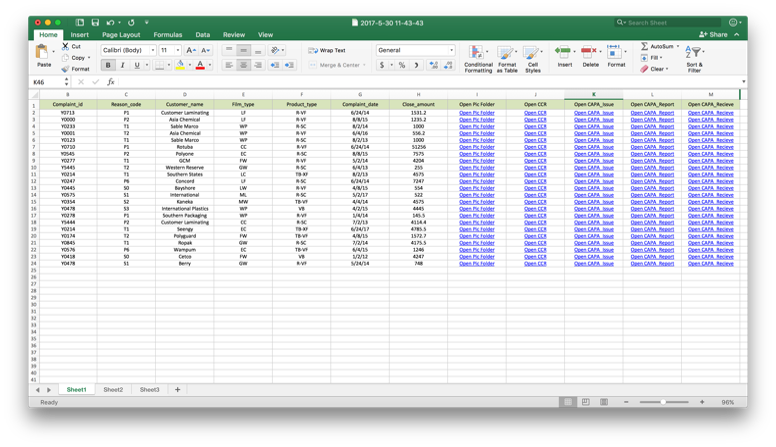 2017-5-30 11-43-43
Search Sheet
Home Insert Page Layout Formulas Data Review View
Share
Paste
Cut
Copy
Format
Calibri (Body) 11
Wrap Text
Merge & Center
General
Conditional Formatting
Format as Table
Cell Styles
Insert Delete Format
AutoSum
Fill
Clear
Sort & Filter
K46 fx
B C D E F G H I J K L M
1 Complaint_id Reason_code Customer_name Film_type Product_type Complaint_date Close_amount Open Pic Folder Open CCR Open CAPA_Issue Open CAPA_Report Open CAPA_Recieve
2 Y0713 P1 Customer Laminating LF R-VF 6/24/14 1531.2 Open Pic Folder Open CCR Open CAPA_Issue Open CAPA_Report Open CAPA_Recieve
3 Y0000 P2 Asia Chemical LF R-VF 8/8/15 1235.2 Open Pic Folder Open CCR Open CAPA_Issue Open CAPA_Report Open CAPA_Recieve
4 Y0233 T1 Sable Marco WP R-SC 8/2/14 1000 Open Pic Folder Open CCR Open CAPA_Issue Open CAPA_Report Open CAPA_Recieve
5 Y0001 T2 Asia Chemical WP R-VF 6/4/16 556.2 Open Pic Folder Open CCR Open CAPA_Issue Open CAPA_Report Open CAPA_Recieve
6 Y0123 T1 Sable Marco WP R-SC 8/2/13 1000 Open Pic Folder Open CCR Open CAPA_Issue Open CAPA_Report Open CAPA_Recieve
7 Y0710 P2 Rotuba CC R-VF 6/24/14 51256 Open Pic Folder Open CCR Open CAPA_Issue Open CAPA_Report Open CAPA_Recieve
8 Y0545 P2 Polyone EC R-SC 8/8/15 7575 Open Pic Folder Open CCR Open CAPA_Issue Open CAPA_Report Open CAPA_Recieve
9 Y0277 T1 GCM FW R-VF 5/2/14 4204 Open Pic Folder Open CCR Open CAPA_Issue Open CAPA_Report Open CAPA_Recieve
10 Y5445 T2 Western Reserve GW R-SC 6/4/13 255 Open Pic Folder Open CCR Open CAPA_Issue Open CAPA_Report Open CAPA_Recieve
11 Y0214 T1 Southern States LC TB-XF 8/2/13 4575 Open Pic Folder Open CCR Open CAPA_Issue Open CAPA_Report Open CAPA_Recieve
12 Y0247 P6 Concord LF R-SC 6/24/14 7247 Open Pic Folder Open CCR Open CAPA_Issue Open CAPA_Report Open CAPA_Recieve
13 Y0445 S0 Bayshore LW R-VF 4/8/15 554 Open Pic Folder Open CCR Open CAPA_Issue Open CAPA_Report Open CAPA_Recieve
14 Y0575 S1 International ML R-SC 5/2/17 522 Open Pic Folder Open CCR Open CAPA_Issue Open CAPA_Report Open CAPA_Recieve
15 Y0354 S2 Kaneka MW TB-VF 4/4/14 4575 Open Pic Folder Open CCR Open CAPA_Issue Open CAPA_Report Open CAPA_Recieve
16 Y0378 S3 International Plastics WP VB 4/2/15 4445 Open Pic Folder Open CCR Open CAPA_Issue Open CAPA_Report Open CAPA_Recieve
17 Y0278 P1 Southern Packaging WP R-VF 1/4/14 145.5 Open Pic Folder Open CCR Open CAPA_Issue Open CAPA_Report Open CAPA_Recieve
18 Y5444 P2 Customer Laminating CC R-SC 7/2/13 4114.4 Open Pic Folder Open CCR Open CAPA_Issue Open CAPA_Report Open CAPA_Recieve
19 Y0214 T1 Seengy EC TB-XF 6/24/17 4785.5 Open Pic Folder Open CCR Open CAPA_Issue Open CAPA_Report Open CAPA_Recieve
20 Y0174 T2 Polyguard FW TB-VF 4/8/15 1572.7 Open Pic Folder Open CCR Open CAPA_Issue Open CAPA_Report Open CAPA_Recieve
21 Y0845 T1 Ropak GW R-SC 7/2/14 4175.5 Open Pic Folder Open CCR Open CAPA_Issue Open CAPA_Report Open CAPA_Recieve
22 Y0576 P6 Wampum EC TB-VF 6/4/15 1246 Open Pic Folder Open CCR Open CAPA_Issue Open CAPA_Report Open CAPA_Recieve
23 Y0418 S0 Cetco FW VB 1/2/12 4247 Open Pic Folder Open CCR Open CAPA_Issue Open CAPA_Report Open CAPA_Recieve
24 Y0478 S1 Berry GW R-VF 5/24/14 748 Open Pic Folder Open CCR Open CAPA_Issue Open CAPA_Report Open CAPA_Recieve
25
26
27
28
29
30
31
32
33
34
35
36
37
38
39
40
41
Sheet1 Sheet2 Sheet3 +
Ready
96%